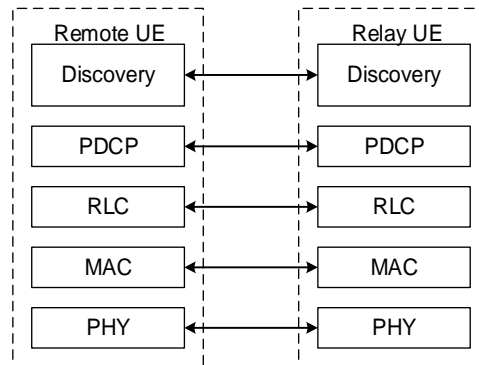 Remote UE
Relay UE
Discovery
Discovery
PDCP
PDCP
RLC
RLC
MAC
MAC
PHY
PHY